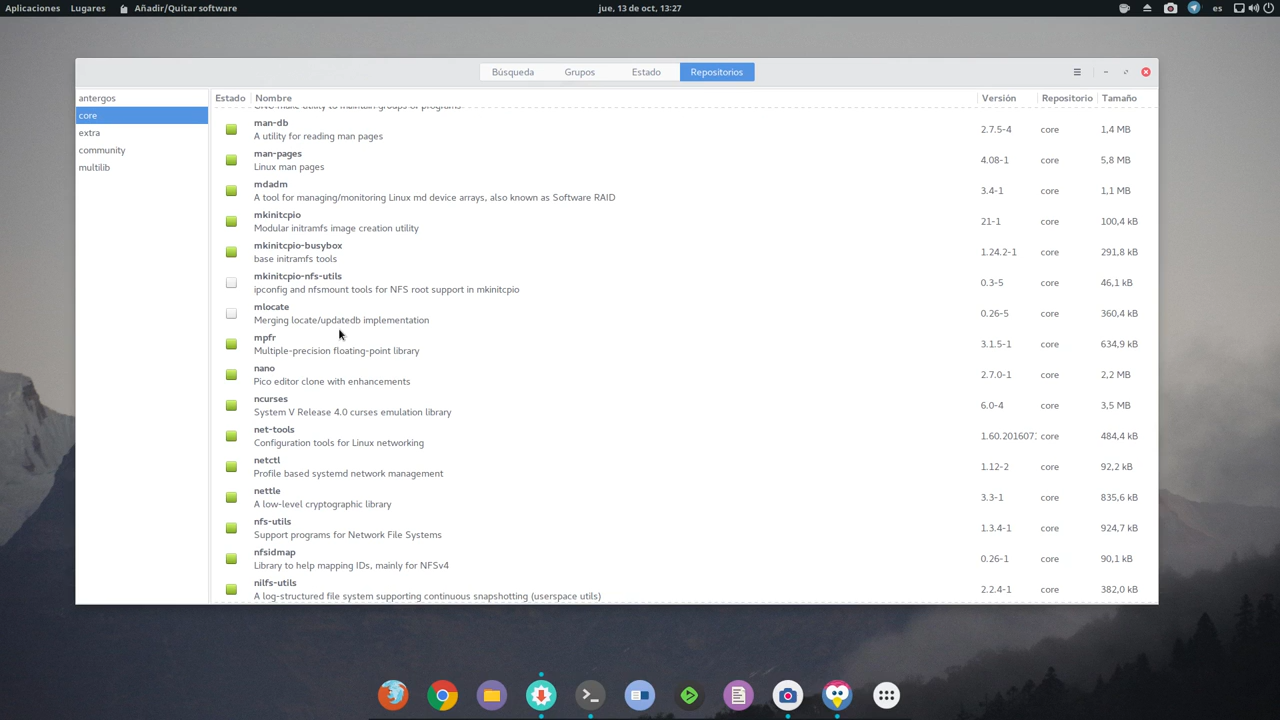 Aplicaciones Lugares Añadir/Quitar software jue, 13 de oct, 13:27 es
Búsqueda Grupos Estado Repositorios
antergos
core
extra
community
multilib
Estado Nombre Versión Repositorio Tamaño
man-db 2.7.5-4 core 1,4 MB
A utility for reading man pages
man-pages 4.08-1 core 5,8 MB
Linux man pages
mdadm 3.4-1 core 1,1 MB
A tool for managing/monitoring Linux md device arrays, also known as Software RAID
mkinitcpio 21-1 core 100,4 kB
Modular initramfs image creation utility
mkinitcpio-busybox 1.24.2-1 core 291,8 kB
base initramfs tools
mkinitcpio-nfs-utils 0.3-5 core 46,1 kB
ipconfig and nfsmount tools for NFS root support in mkinitcpio
mlocate 0.26-5 core 360,4 kB
Merging locate/updatedb implementation
mpfr 3.1.5-1 core 634,9 kB
Multiple-precision floating-point library
nano 2.7.0-1 core 2,2 MB
Pico editor clone with enhancements
ncurses 6.0-4 core 3,5 MB
System V Release 4.0 curses emulation library
net-tools 1.60.201607 core 484,4 kB
Configuration tools for Linux networking
netctl 1.12-2 core 92,2 kB
Profile based systemd network management
nettle 3.3-1 core 835,6 kB
A low-level cryptographic library
nfs-utils 1.3.4-1 core 924,7 kB
Support programs for Network File Systems
nfsidmap 0.26-1 core 90,1 kB
Library to help mapping IDs, mainly for NFSv4
nilfs-utils 2.2.4-1 core 382,0 kB
A log-structured file system supporting continuous snapshotting (userspace utils)